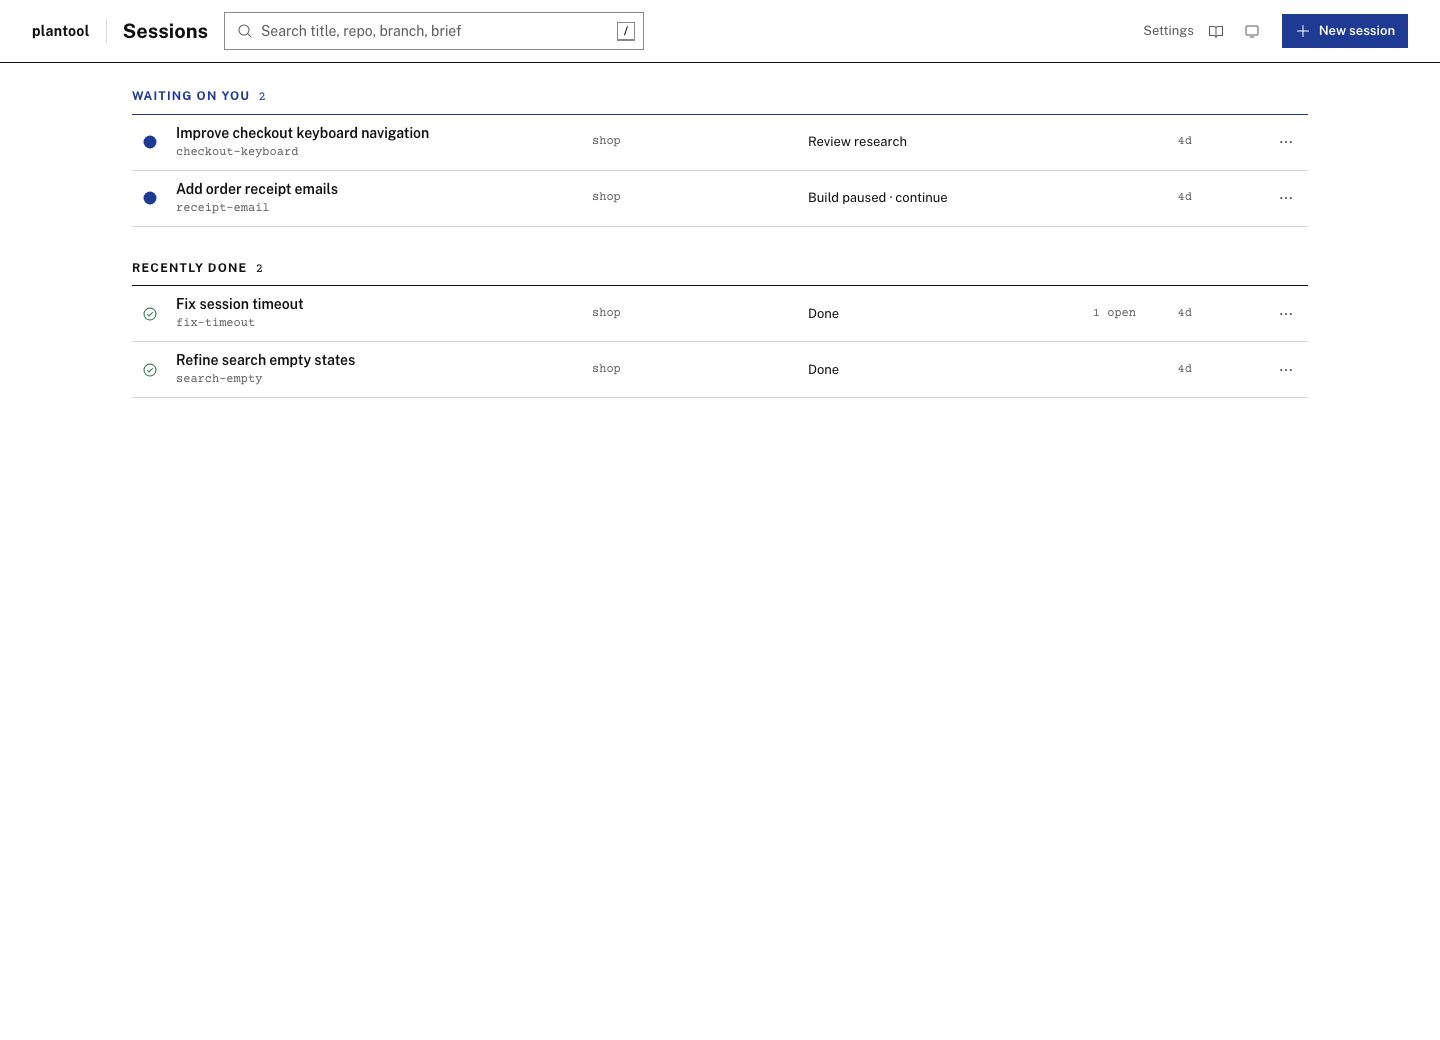 plantool
Sessions
Search title, repo, branch, brief
/
Settings
New session
WAITING ON YOU 2
Improve checkout keyboard navigation
checkout-keyboard
shop
Review research
4d
Add order receipt emails
receipt-email
shop
Build paused · continue
4d
RECENTLY DONE 2
Fix session timeout
fix-timeout
shop
Done
1 open
4d
Refine search empty states
search-empty
shop
Done
4d